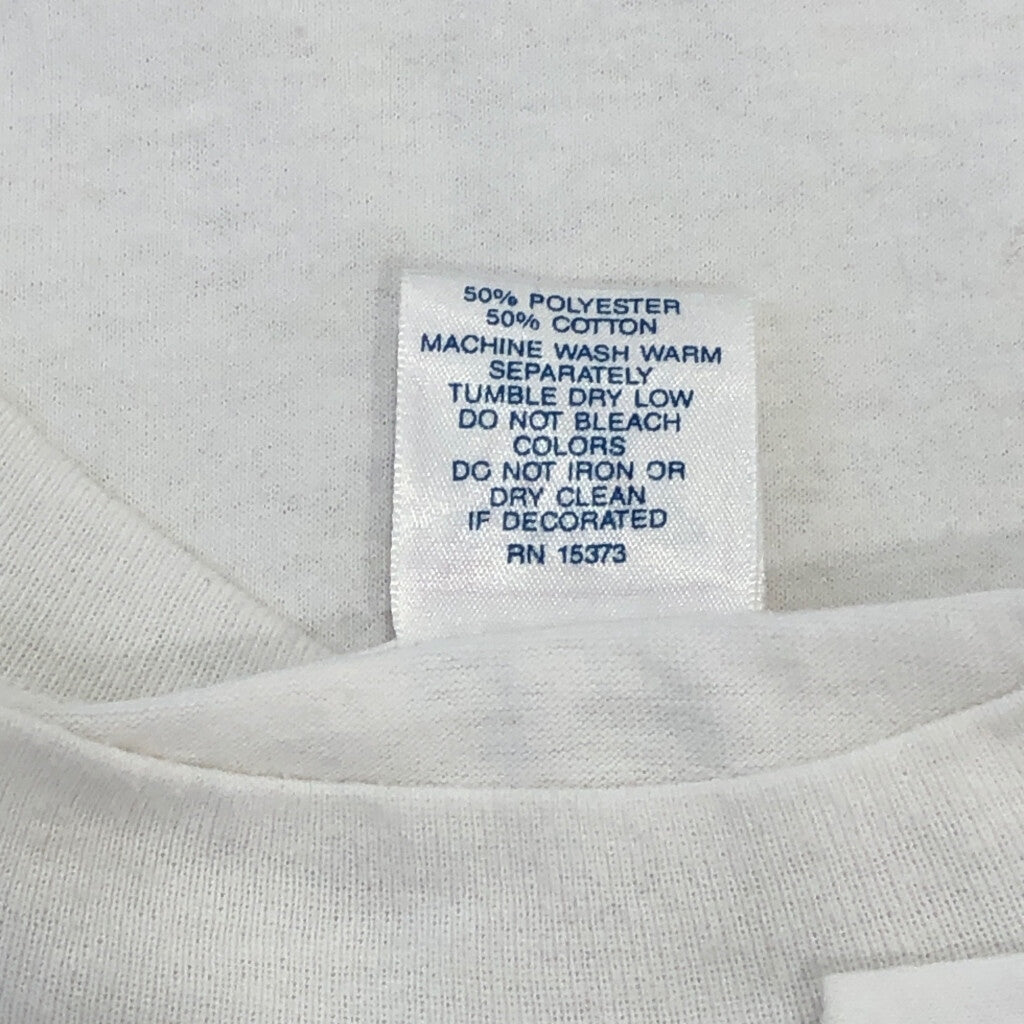 50% POLYESTER
50% COTTON
MACHINE WASH WARM
SEPARATELY
TUMBLE DRY LOW
DO NOT BLEACH
COLORS
DO NOT IRON OR
DRY CLEAN
IF DECORATED
RN 15373